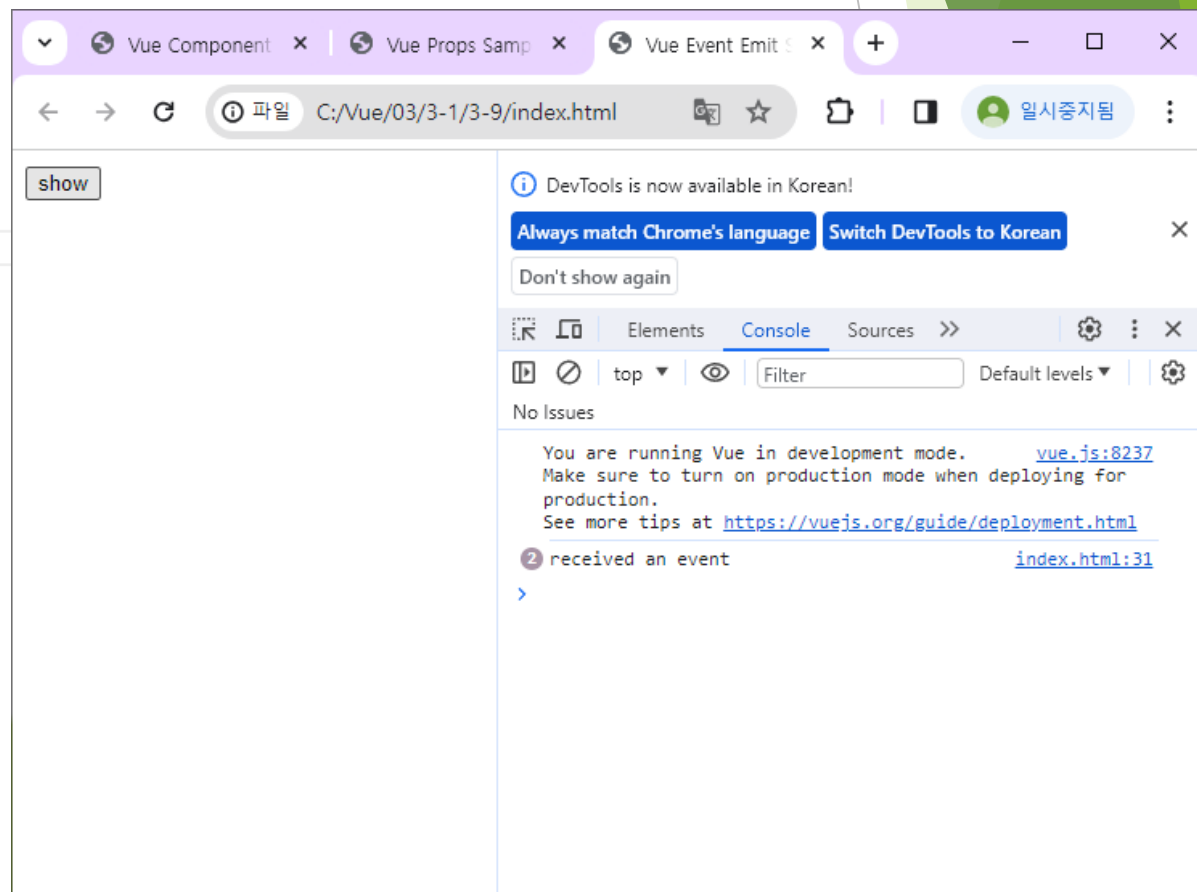 Vue Component
Vue Props Samp
Vue Event Emit S
파일 C:/Vue/03/3-1/3-9/index.html
일시중지됨
show
DevTools is now available in Korean!
Always match Chrome's language Switch DevTools to Korean
Don't show again
Elements Console Sources
top Filter Default levels
No Issues
You are running Vue in development mode. vue.js:8237
Make sure to turn on production mode when deploying for
production.
See more tips at https://vuejs.org/guide/deployment.html
2 received an event index.html:31